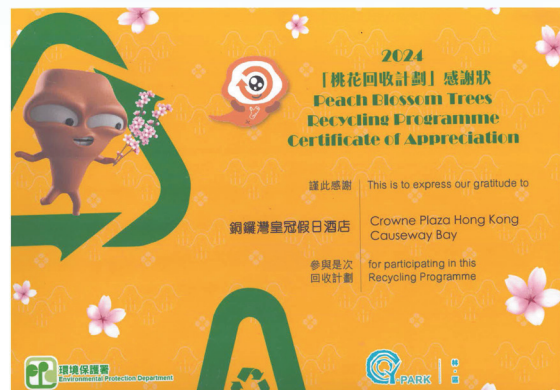 2024
「桃花回收計劃」感謝狀
Peach Blossom Trees
Recycling Programme
Certificate of Appreciation
謹此感謝
This is to express our gratitude to
銅鑼灣皇冠假日酒店
Crowne Plaza Hong Kong
Causeway Bay
參與是次
回收計劃
for participating in this
Recycling Programme
環境保護署
Environmental Protection Department
Y PARK
林·區